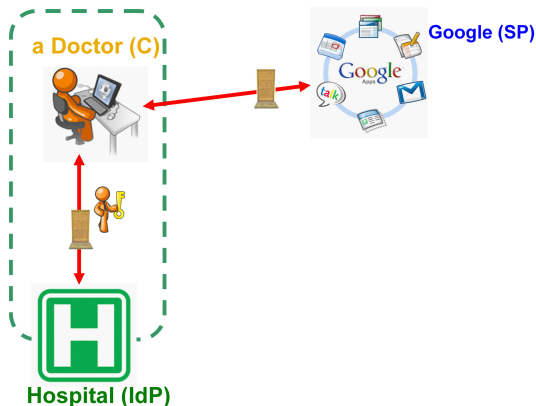 a Doctor (C)
Google (SP)
Google
Apps
talk
H
Hospital (IdP)